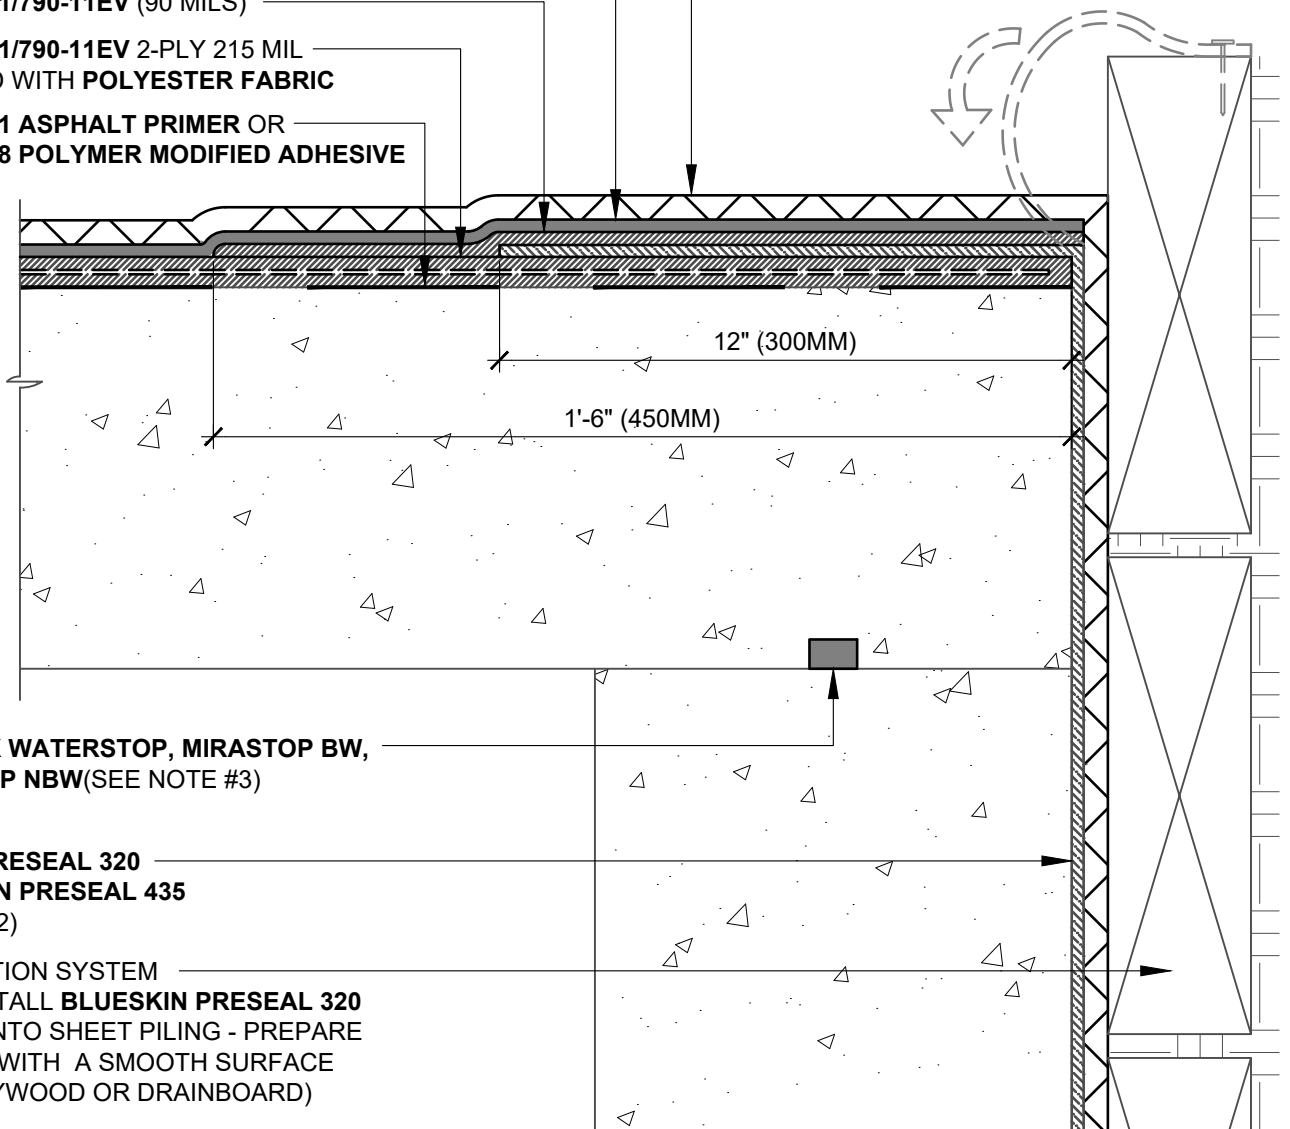 1/790-11EV (90 MILS)
1/790-11EV 2-PLY 215 MIL
WITH POLYESTER FABRIC
1 ASPHALT PRIMER OR
8 POLYMER MODIFIED ADHESIVE
12" (300MM)
1'-6" (450MM)
WATERSTOP, MIRASTOP BW,
P NBW(SEE NOTE #3)
RESEAL 320
N PRESEAL 435
2)
TION SYSTEM
TALL BLUESKIN PRESEAL 320
NTO SHEET PILING - PREPARE
WITH A SMOOTH SURFACE
YWOOD OR DRAINBOARD)